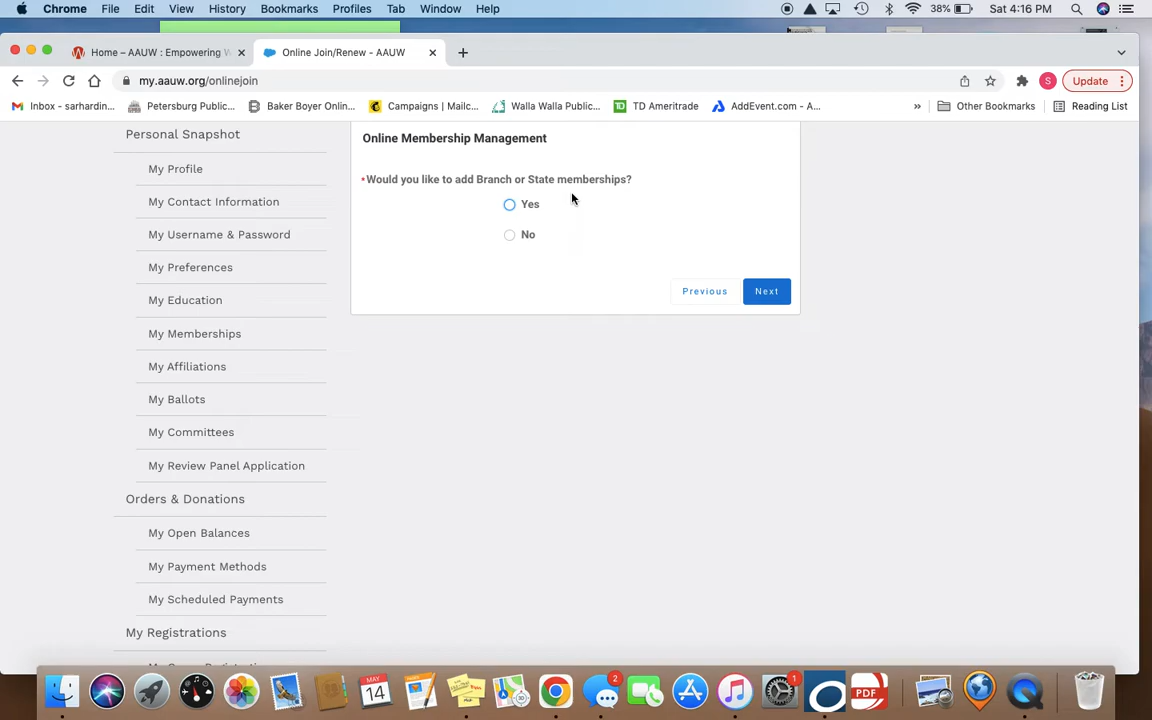 Chrome File Edit View History Bookmarks Profiles Tab Window Help 38% Sat 4:16 PM
Home – AAUW : Empowering W Online Join/Renew - AAUW
my.aauw.org/onlinejoin S Update
Inbox - sarhardin... Petersburg Public... Baker Boyer Onlin... Campaigns | Mailc... Walla Walla Public... TD Ameritrade AddEvent.com - A... » Other Bookmarks Reading List
Personal Snapshot
My Profile
My Contact Information
My Username & Password
My Preferences
My Education
My Memberships
My Affiliations
My Ballots
My Committees
My Review Panel Application
Orders & Donations
My Open Balances
My Payment Methods
My Scheduled Payments
My Registrations
Online Membership Management
*Would you like to add Branch or State memberships?
Yes
No
Previous Next
MAY 14 2 1 PDF